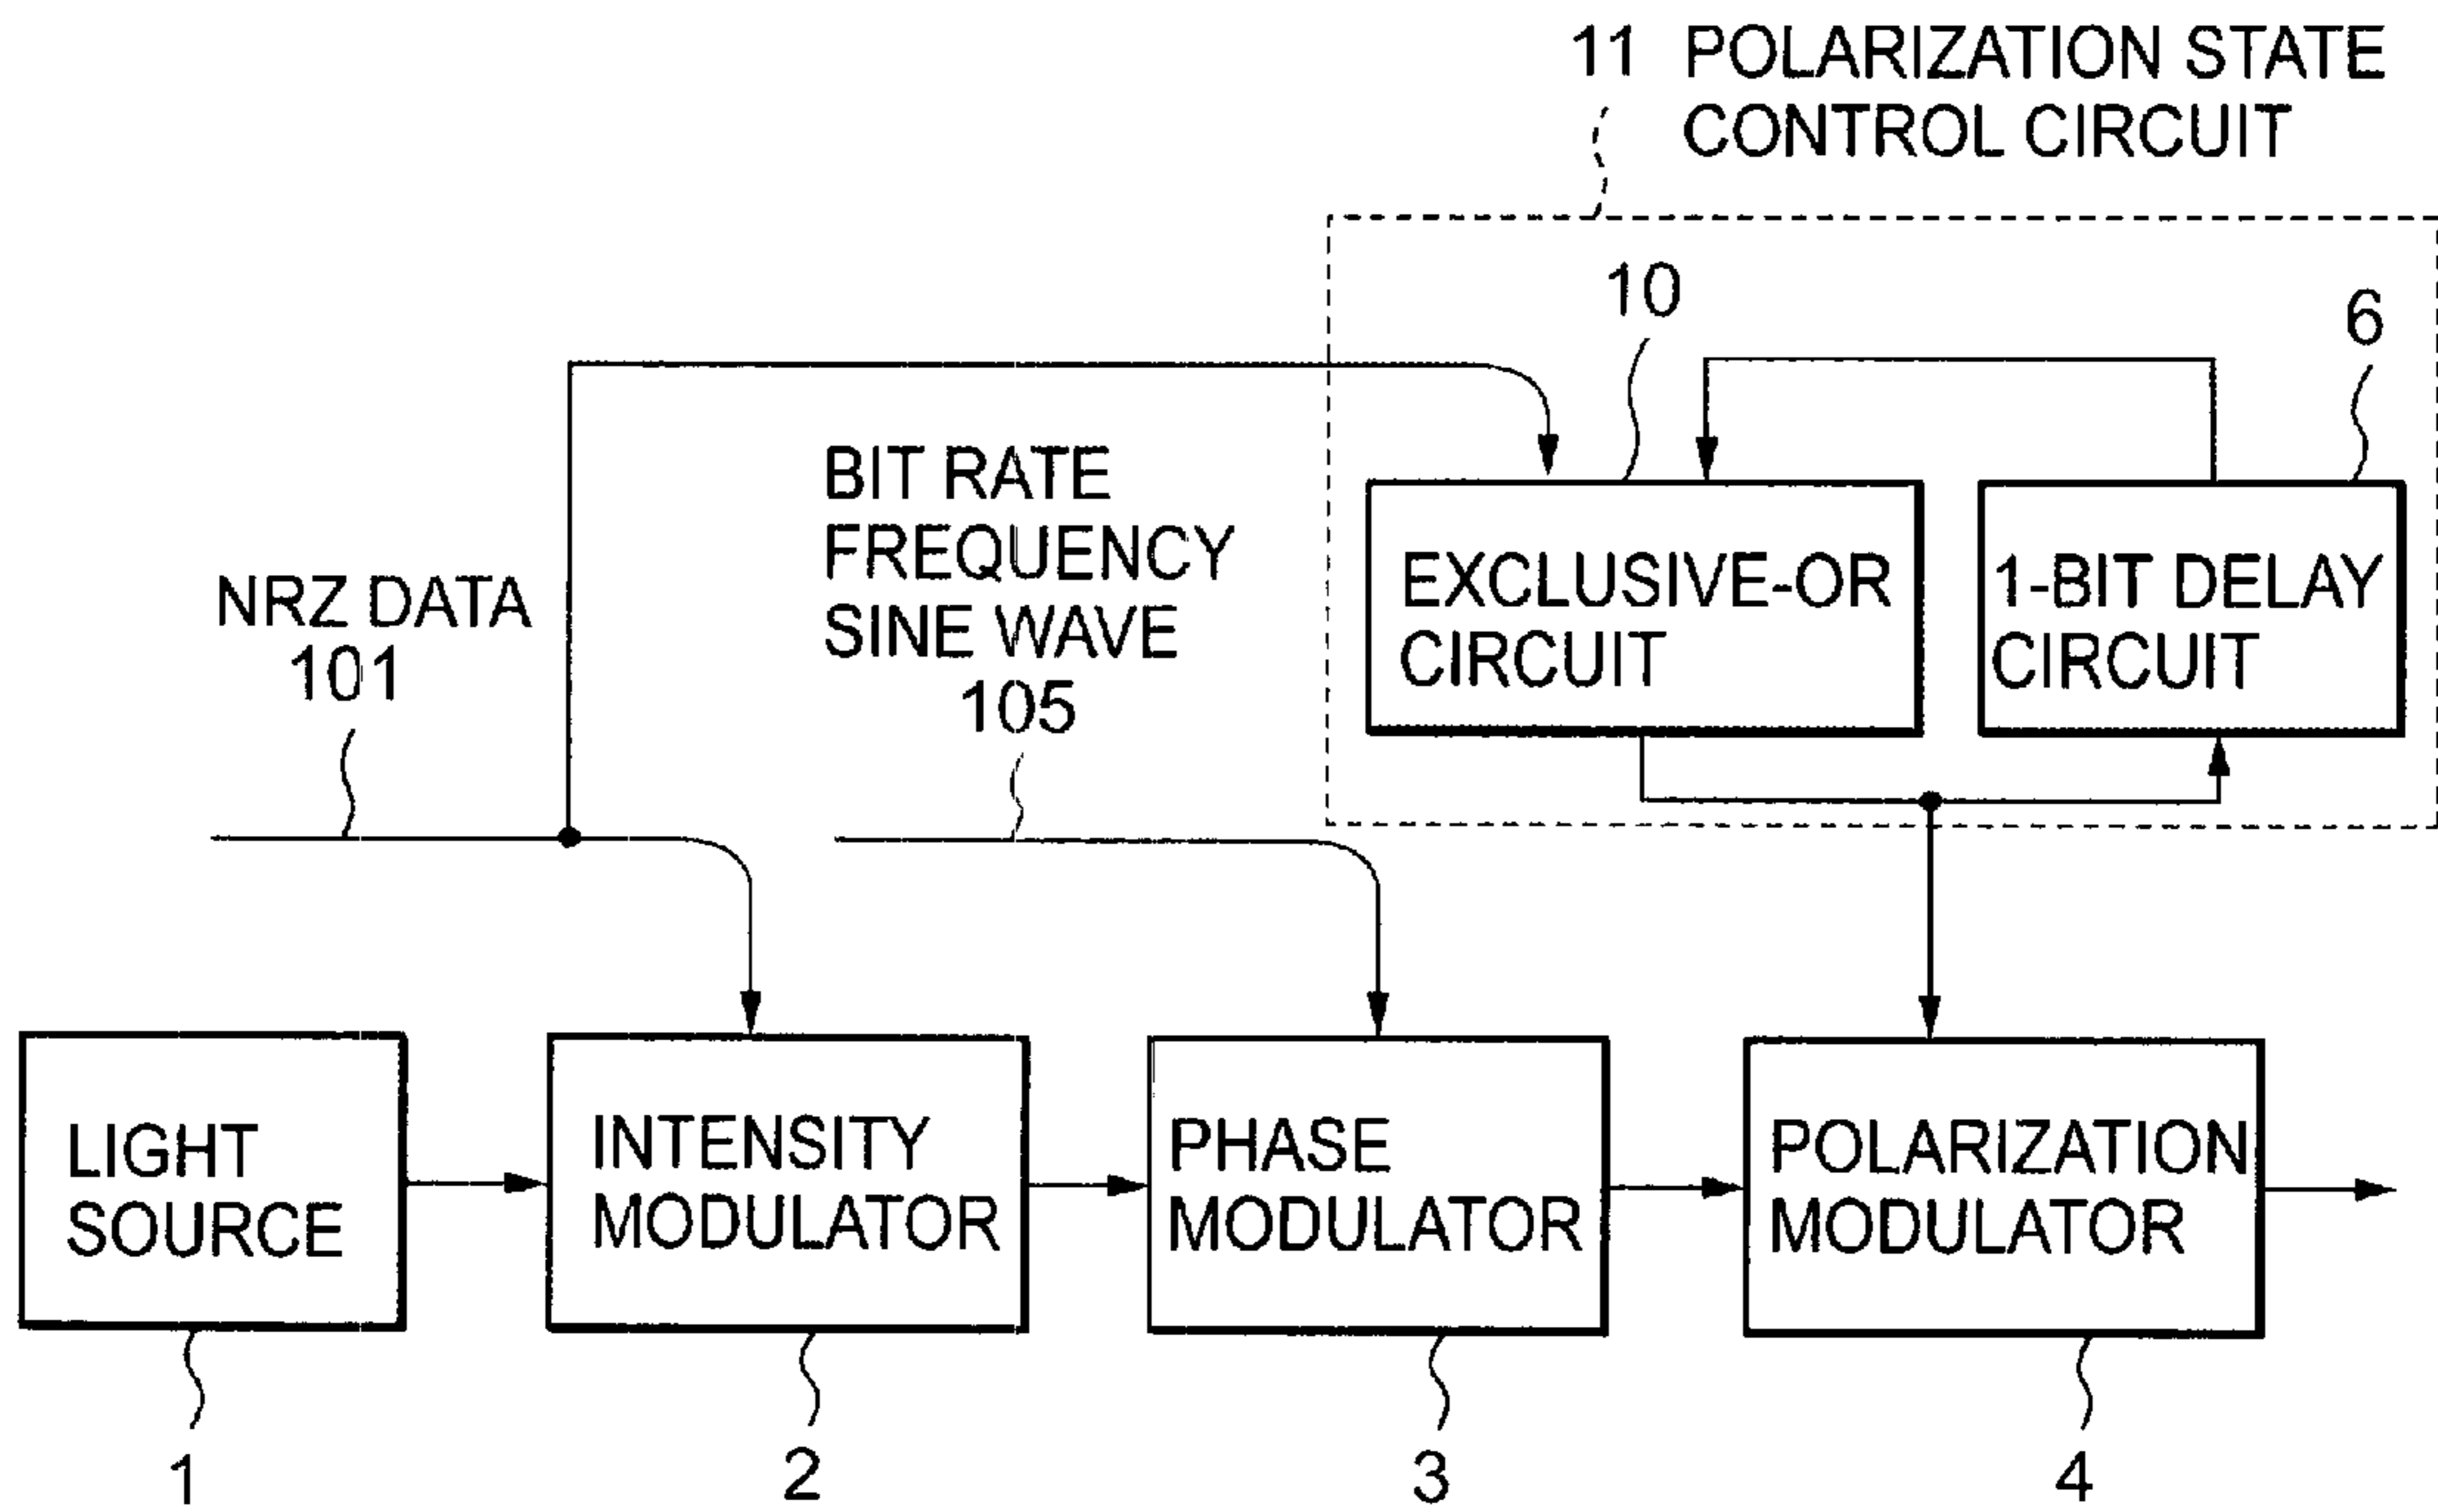 11 POLARIZATION STATE
CONTROL CIRCUIT
10
6
BIT RATE
FREQUENCY
SINE WAVE
105
NRZ DATA
101
EXCLUSIVE-OR
CIRCUIT
1-BIT DELAY
CIRCUIT
LIGHT
SOURCE
INTENSITY
MODULATOR
PHASE
MODULATOR
POLARIZATION
MODULATOR
1
2
3
4